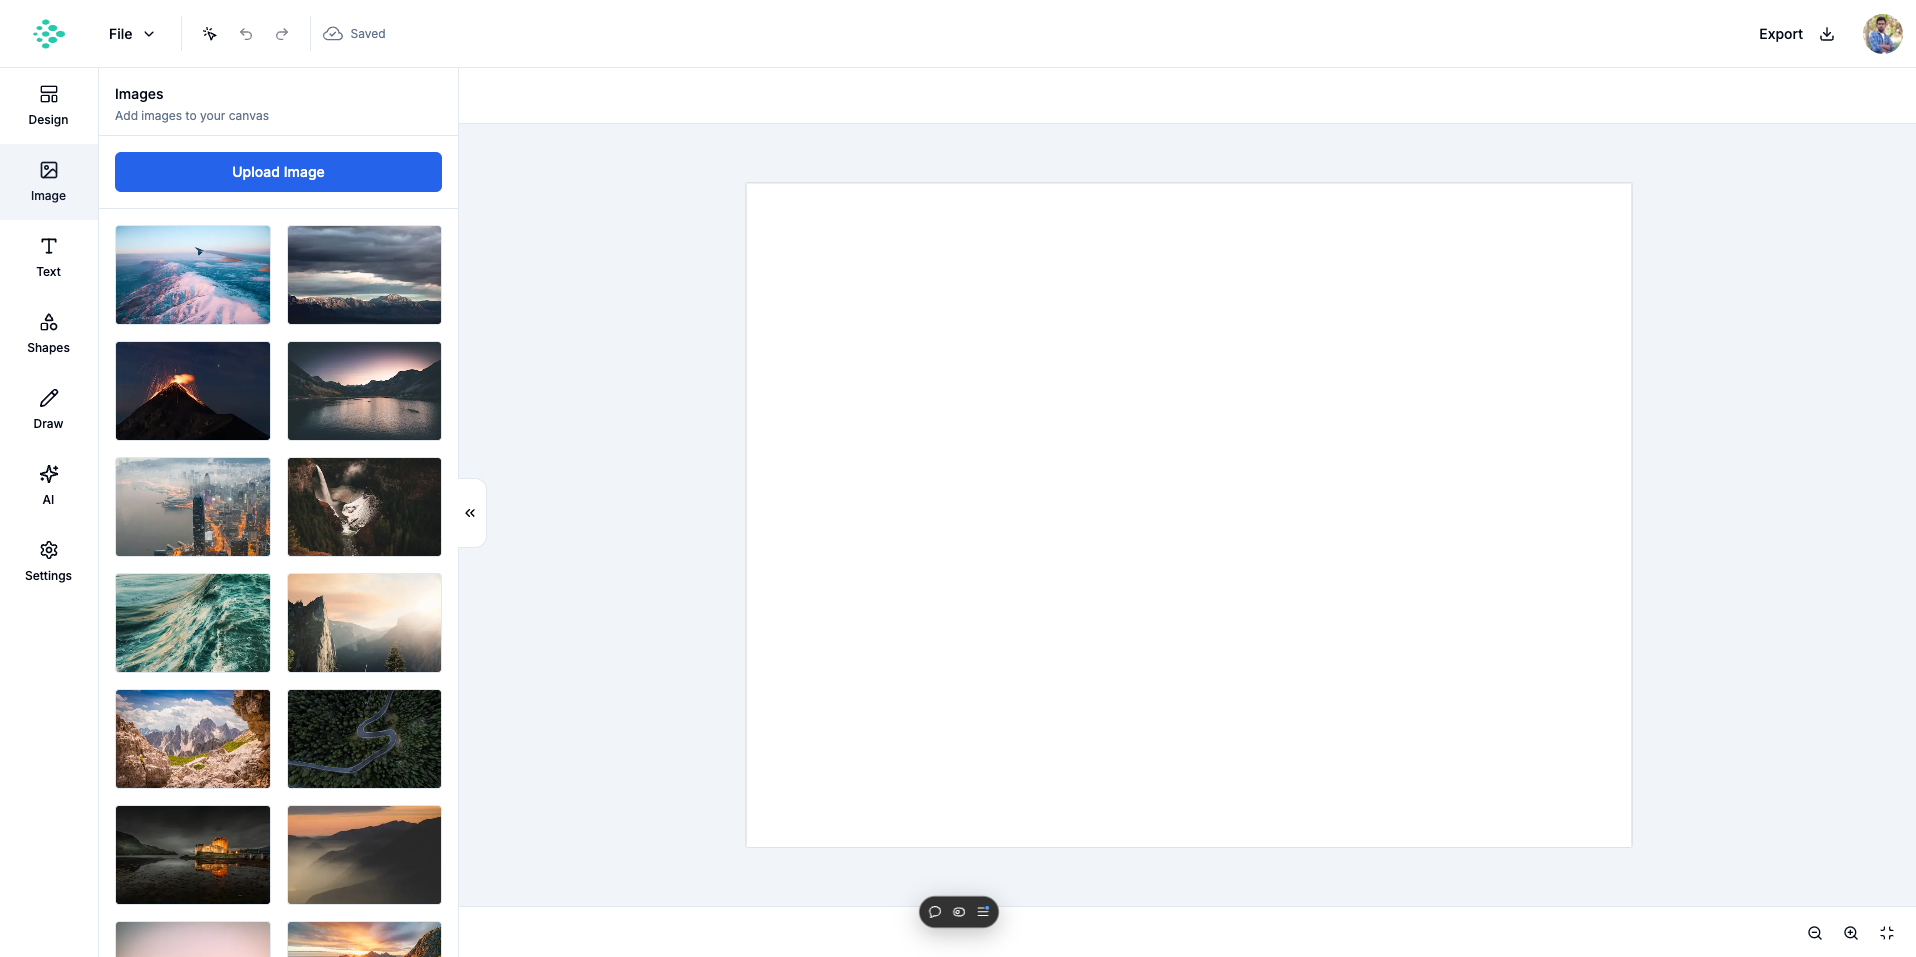 File
Saved
Export
Design
Image
Text
Shapes
Draw
AI
Settings
Images
Add images to your canvas
Upload Image